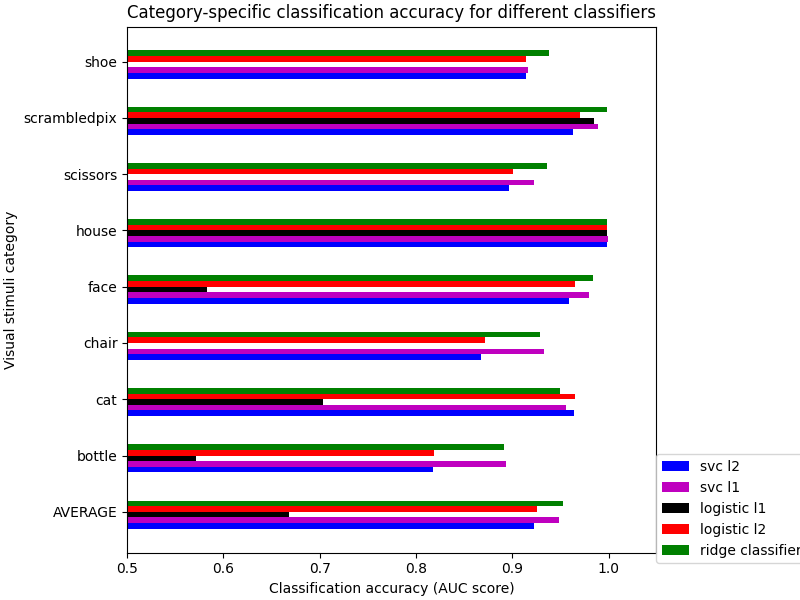 Category-specific classification accuracy for different classifiers
Visual stimuli category
shoe
scrambledpix
scissors
house
face
chair
cat
bottle
AVERAGE
0.5 0.6 0.7 0.8 0.9 1.0
Classification accuracy (AUC score)
svc l2
svc l1
logistic l1
logistic l2
ridge classifier